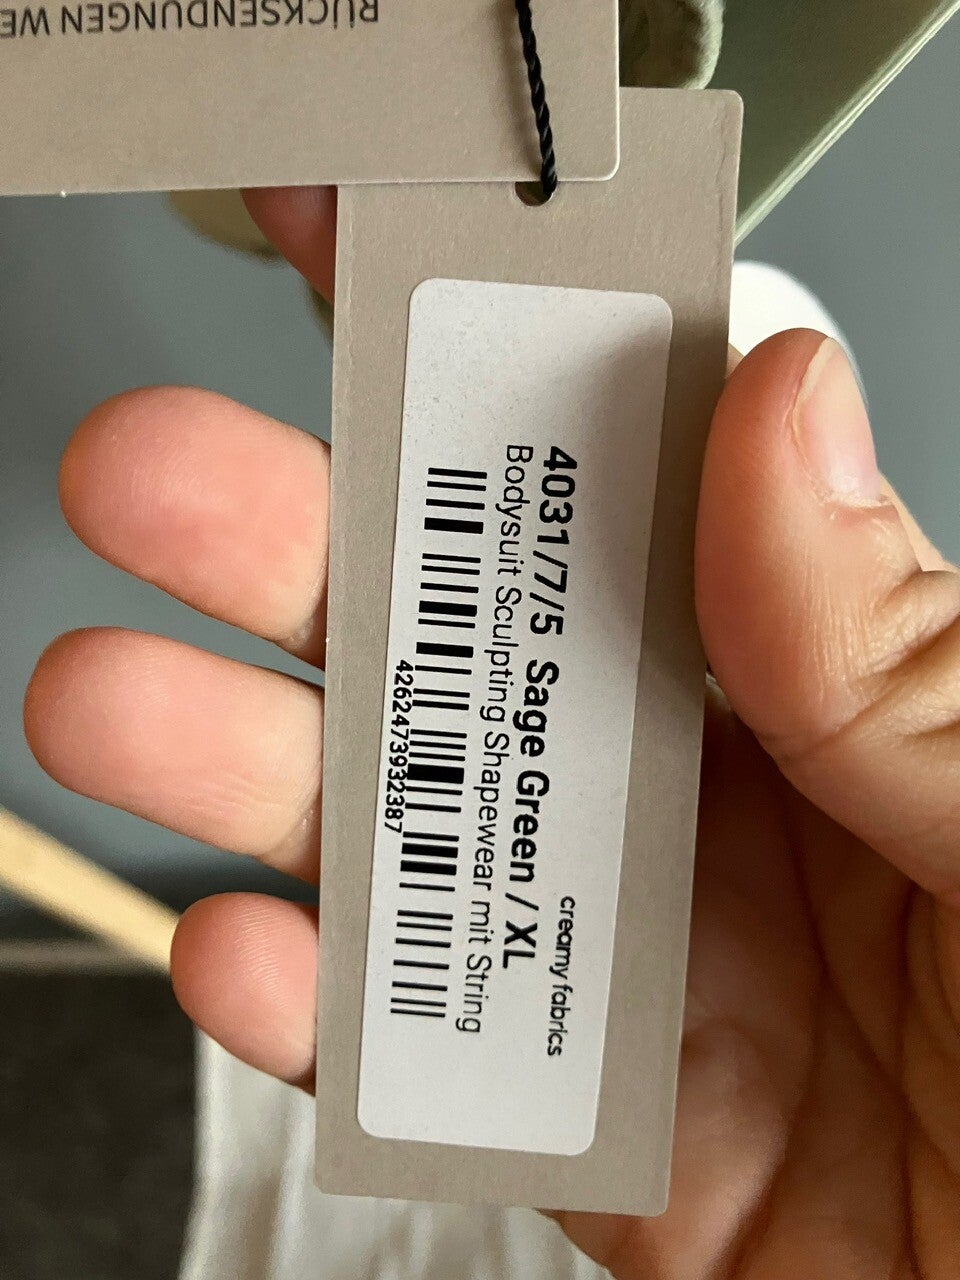 RÜCKSENDUNGEN WE
creamy fabrics
4031/7/5 Sage Green / XL
Bodysuit Sculpting Shapewear mit String
4262473932387